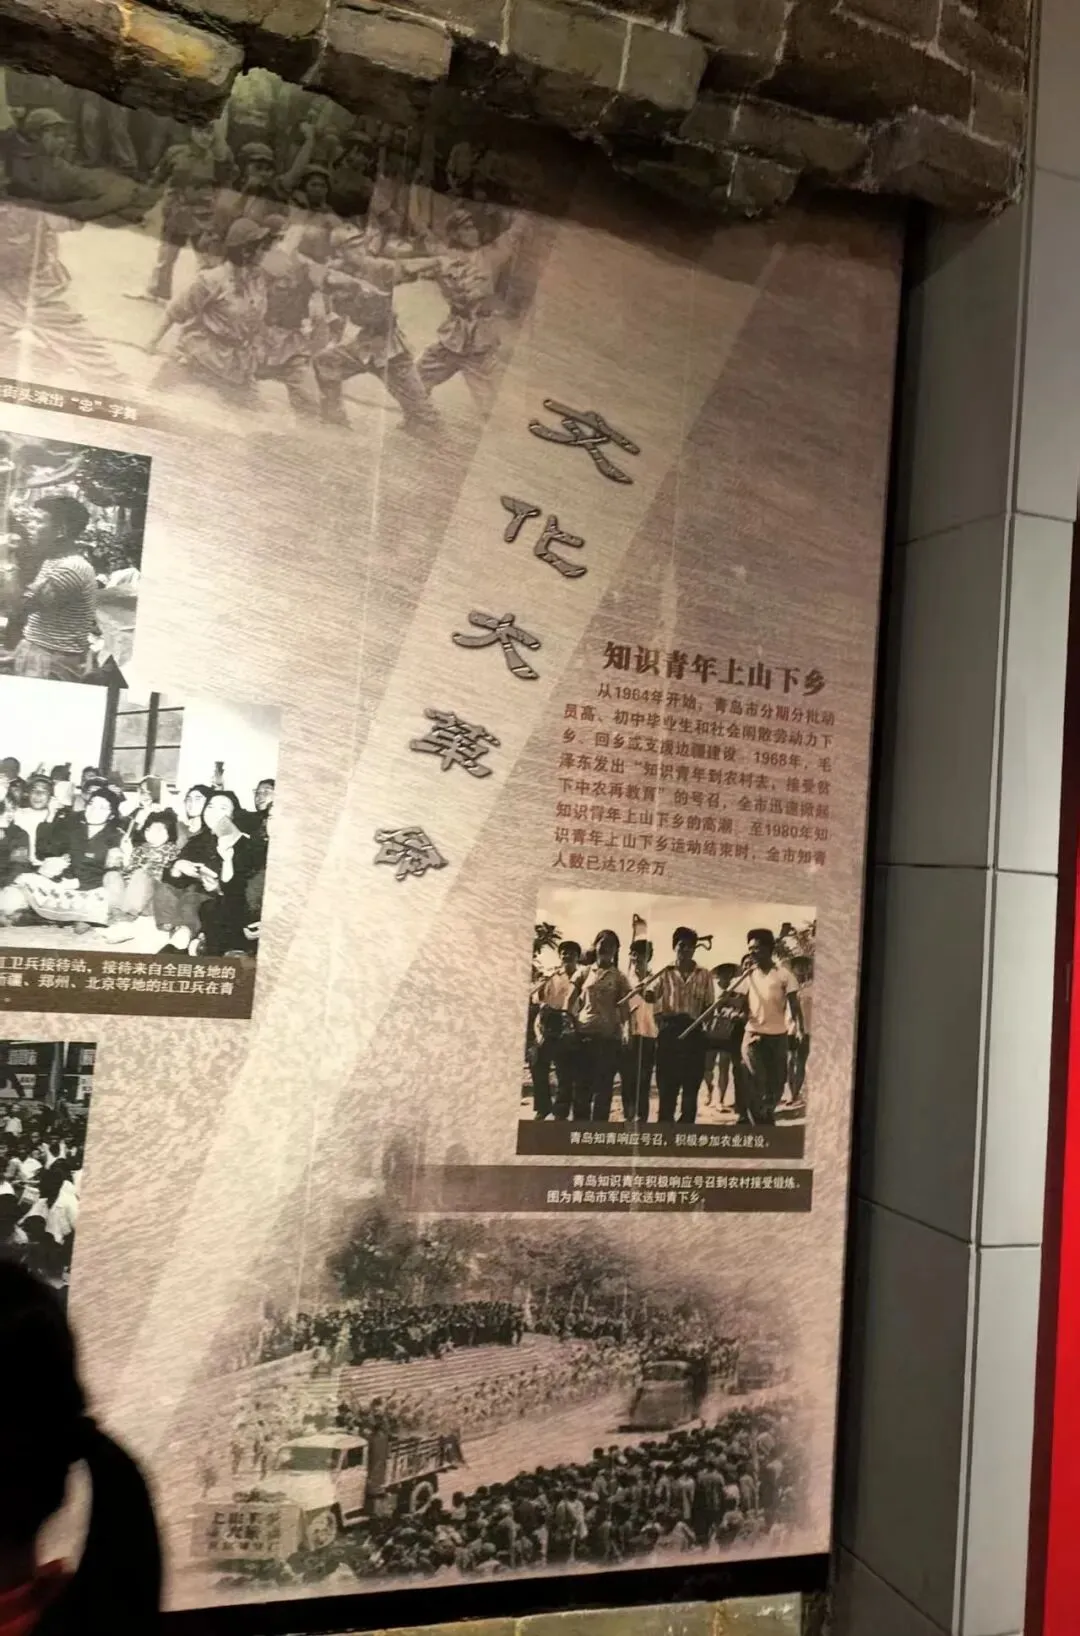 街头演出“忠”字舞
文化大革命
知识青年上山下乡
从1964年开始，青岛市分期分批动
员高、初中毕业生和社会闲散劳动力下
乡、回乡或支援边疆建设。1968年，毛
泽东发出“知识青年到农村去，接受贫
下中农再教育”的号召，全市迅速掀起
知识青年上山下乡的高潮。至1980年知
识青年上山下乡运动结束时，全市知青
人数已达12余万。
红卫兵接待站，接待来自全国各地的
新疆、郑州、北京等地的红卫兵在青
青岛知青响应号召，积极参加农业建设。
青岛知识青年积极响应号召到农村接受锻炼。
图为青岛市军民欢送知青下乡。
上山下乡